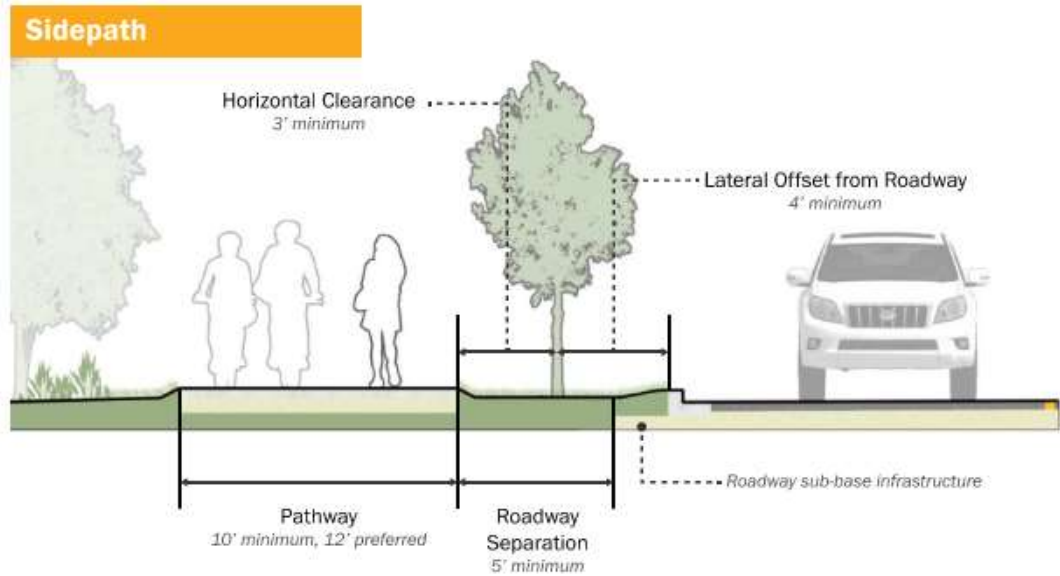 Sidepath
Horizontal Clearance
3' minimum
Lateral Offset from Roadway
4' minimum
Roadway sub-base infrastructure
Pathway
10' minimum, 12' preferred
Roadway
Separation
5' minimum